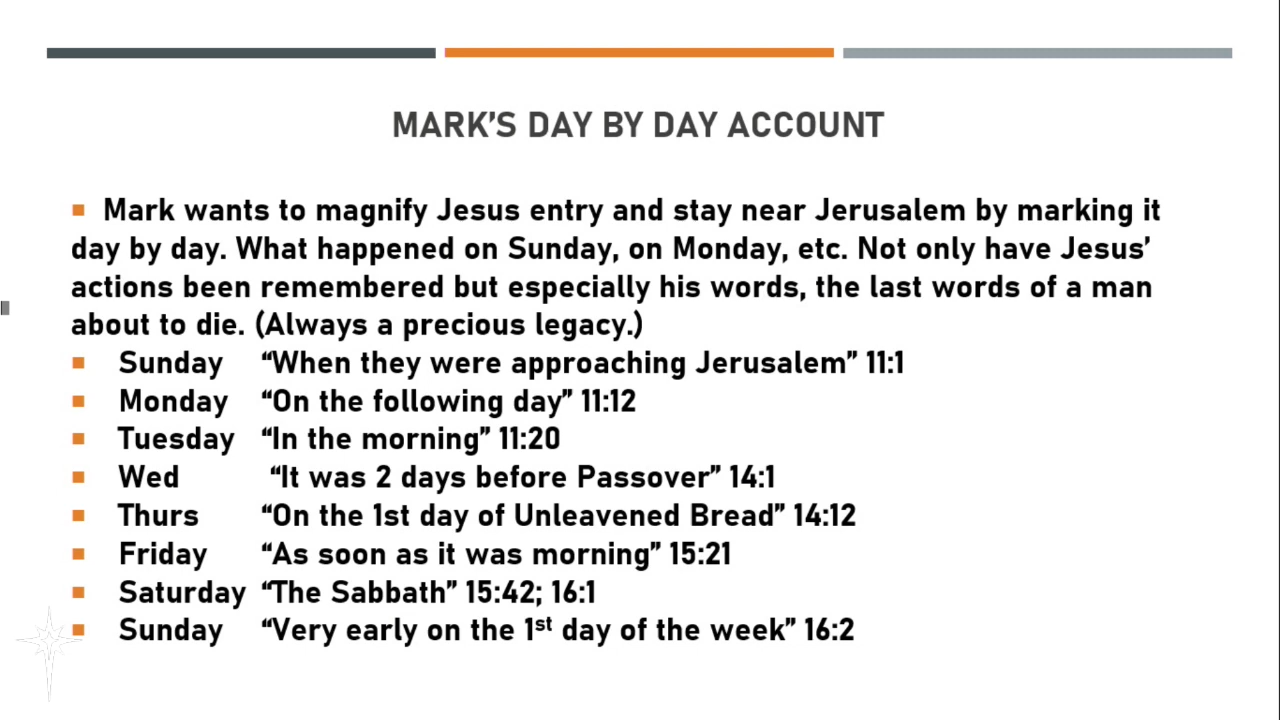 MARK’S DAY BY DAY ACCOUNT
Mark wants to magnify Jesus entry and stay near Jerusalem by marking it
day by day. What happened on Sunday, on Monday, etc. Not only have Jesus’
actions been remembered but especially his words, the last words of a man
about to die. (Always a precious legacy.)
Sunday “When they were approaching Jerusalem” 11:1
Monday “On the following day” 11:12
Tuesday “In the morning” 11:20
Wed “It was 2 days before Passover” 14:1
Thurs “On the 1st day of Unleavened Bread” 14:12
Friday “As soon as it was morning” 15:21
Saturday “The Sabbath” 15:42; 16:1
Sunday “Very early on the 1st day of the week” 16:2